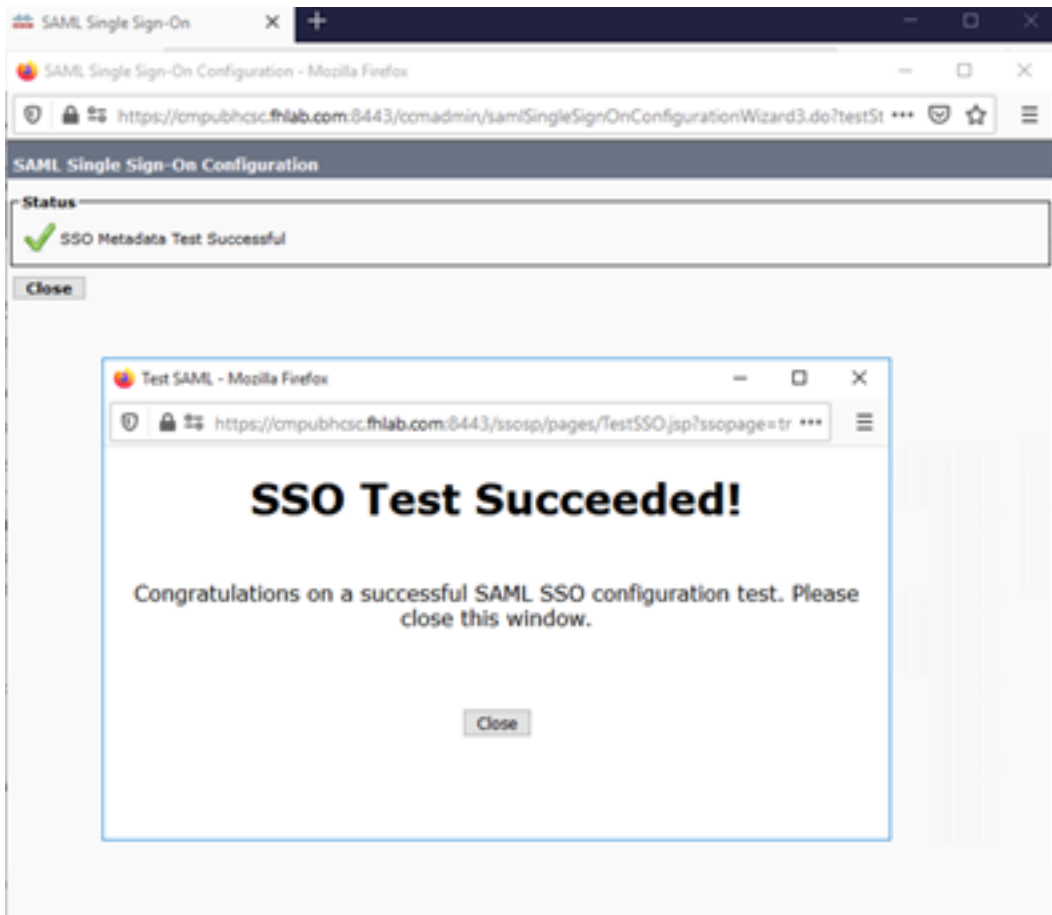 SAML Single Sign-On
SAML Single Sign-On Configuration - Mozilla Firefox
https://cmpubhcsc.fhlab.com:8443/ccmadmin/samlSingleSignOnConfigurationWizard3.do?testSt
SAML Single Sign-On Configuration
Status
SSO Metadata Test Successful
Close
Test SAML - Mozilla Firefox
https://cmpubhcsc.fhlab.com:8443/ssosp/pages/TestSSO.jsp?ssopage=tr
SSO Test Succeeded!
Congratulations on a successful SAML SSO configuration test. Please
close this window.
Close